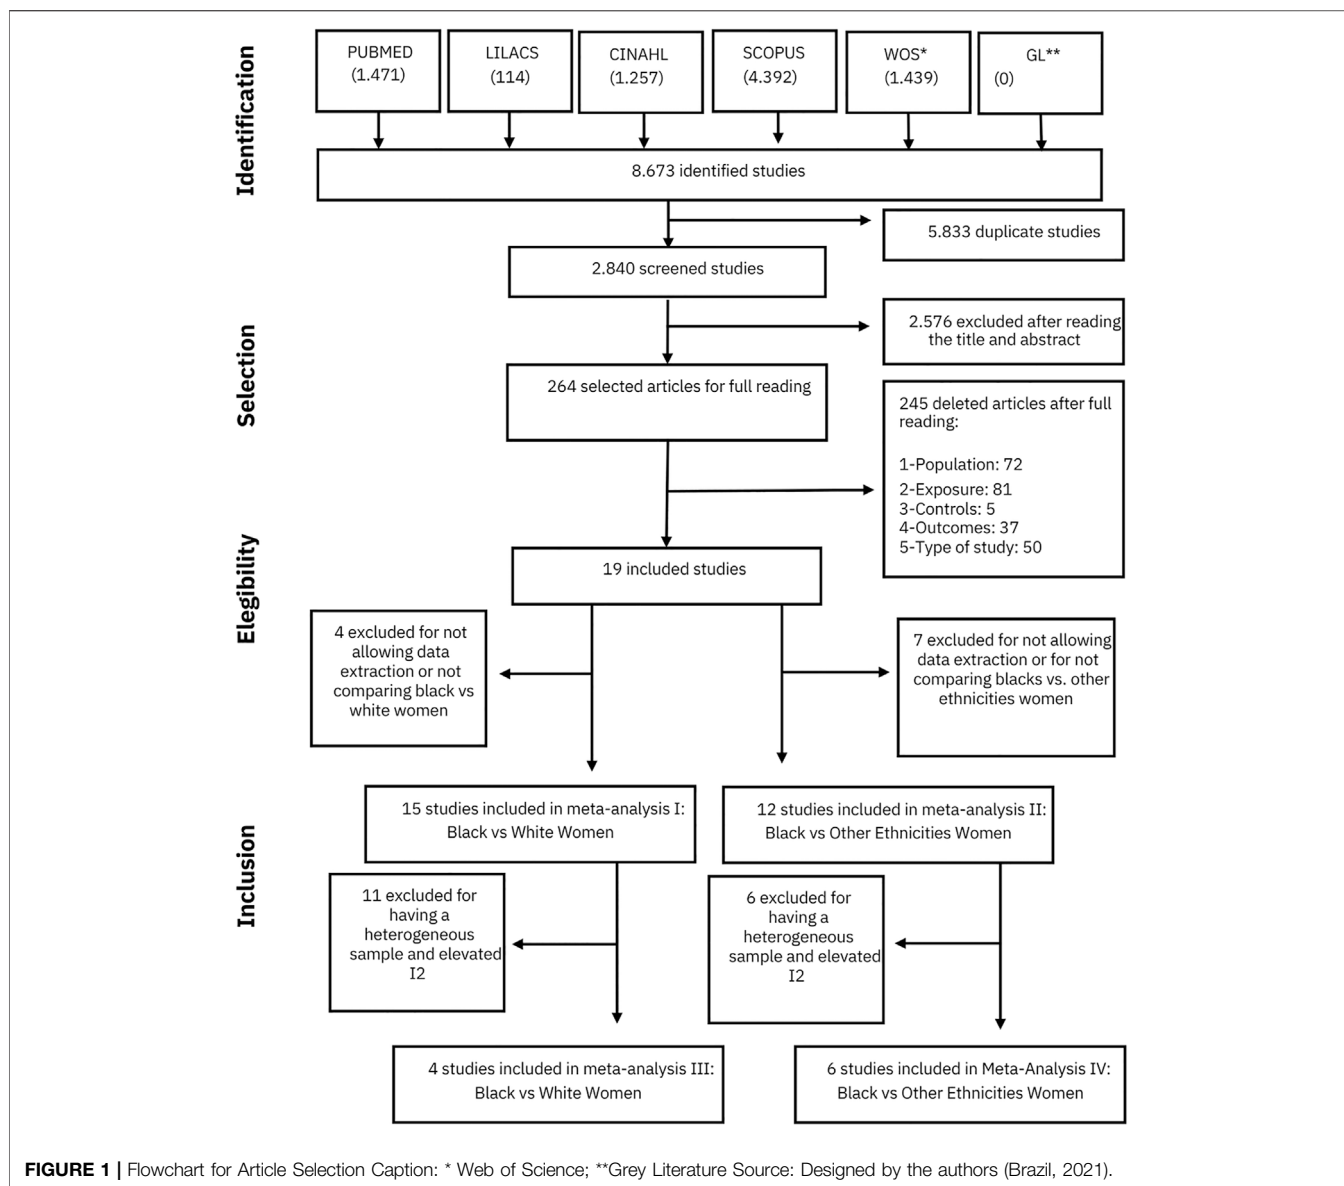 Identification
PUBMED
(1.471)
LILACS
(114)
CINAHL
(1.257)
SCOPUS
(4.392)
WOS*
(1.439)
GL**
(0)
8.673 identified studies
5.833 duplicate studies
2.840 screened studies
Selection
2.576 excluded after reading
the title and abstract
264 selected articles for full reading
245 deleted articles after full
reading:
1-Population: 72
2-Exposure: 81
3-Controls: 5
4-Outcomes: 37
5-Type of study: 50
Elegibility
19 included studies
4 excluded for not
allowing data
extraction or not
comparing black vs
white women
7 excluded for not allowing
data extraction or for not
comparing blacks vs. other
ethnicities women
Inclusion
15 studies included in meta-analysis I:
Black vs White Women
12 studies included in meta-analysis II:
Black vs Other Ethnicities Women
11 excluded for
having a
heterogeneous
sample and elevated
I2
6 excluded for
having a
heterogeneous
sample and elevated
I2
4 studies included in meta-analysis III:
Black vs White Women
6 studies included in Meta-Analysis IV:
Black vs Other Ethnicities Women
FIGURE 1 | Flowchart for Article Selection Caption: * Web of Science; **Grey Literature Source: Designed by the authors (Brazil, 2021).